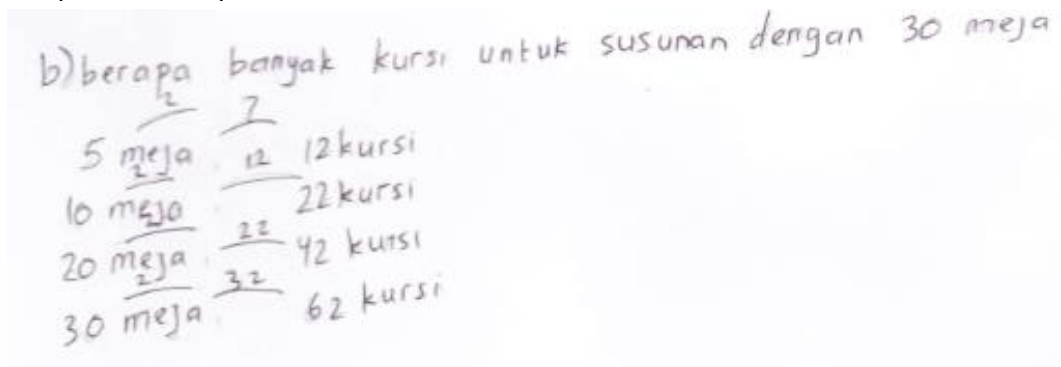 b) berapa banyak kursi untuk susunan dengan 30 meja
2 7
5 meja 12 kursi
2 12
10 meja 22 kursi
2 22
20 meja 42 kursi
2 32
30 meja 62 kursi